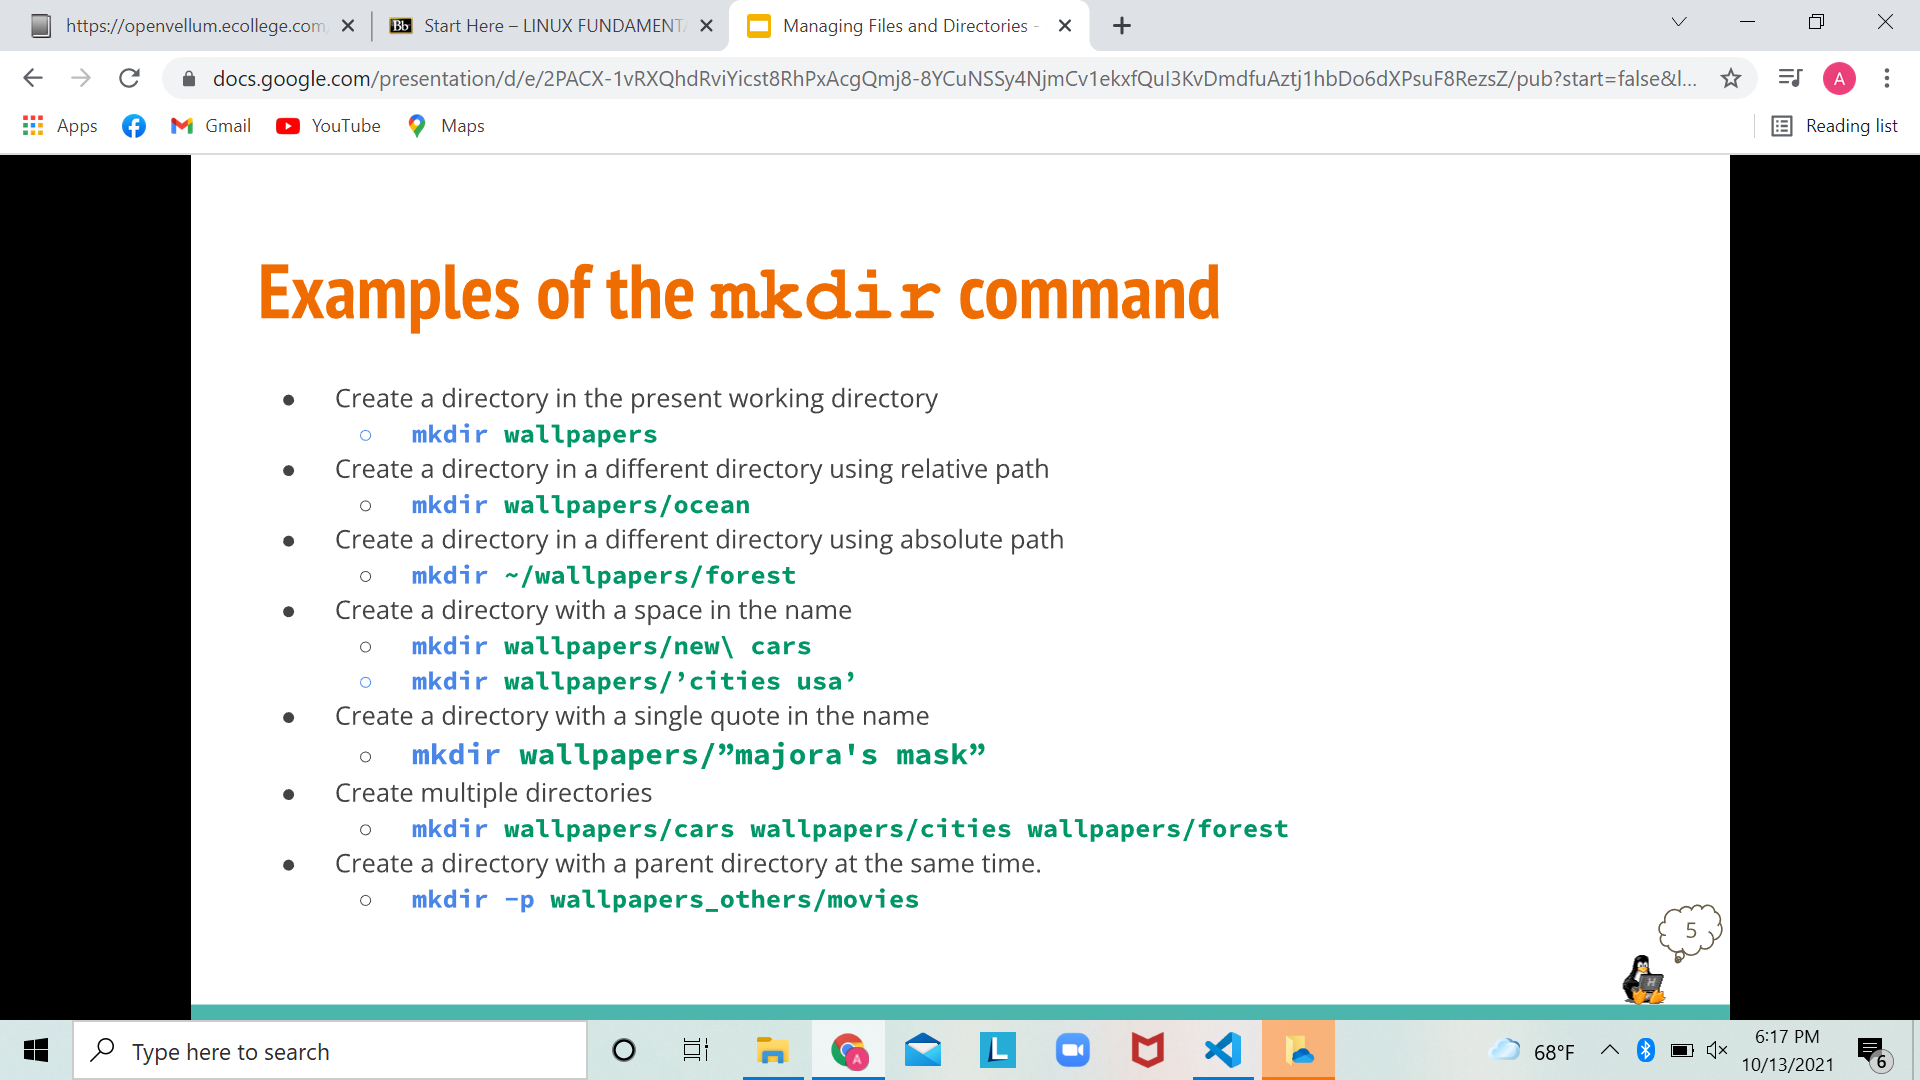 https://openvellum.ecollege.com
Start Here – LINUX FUNDAMENT
Managing Files and Directories -
docs.google.com/presentation/d/e/2PACX-1vRXQhdRviYicst8RhPxAcgQmj8-8YCuNSSy4NjmCv1ekxfQuI3KvDmdfuAztj1hbDo6dXPsuF8RezsZ/pub?start=false&l...
A
Apps
Gmail
YouTube
Maps
Reading list
Examples of the mkdir command
● Create a directory in the present working directory
○ mkdir wallpapers
● Create a directory in a different directory using relative path
○ mkdir wallpapers/ocean
● Create a directory in a different directory using absolute path
○ mkdir ~/wallpapers/forest
● Create a directory with a space in the name
○ mkdir wallpapers/new\ cars
○ mkdir wallpapers/’cities usa’
● Create a directory with a single quote in the name
○ mkdir wallpapers/”majora's mask”
● Create multiple directories
○ mkdir wallpapers/cars wallpapers/cities wallpapers/forest
● Create a directory with a parent directory at the same time.
○ mkdir -p wallpapers_others/movies
5
Type here to search
68°F
6:17 PM
10/13/2021
6